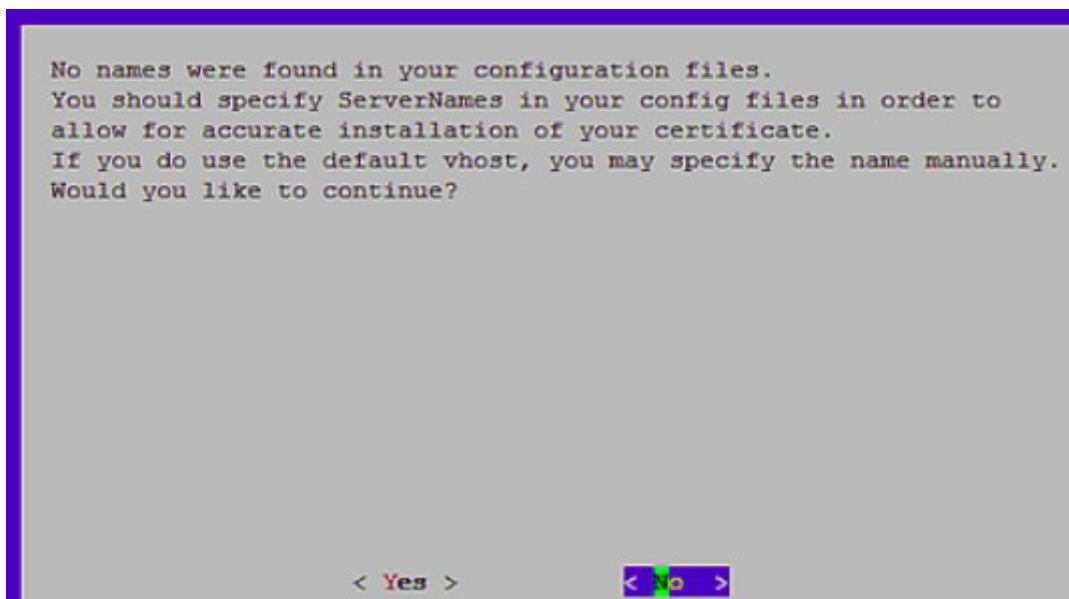 No names were found in your configuration files.
You should specify ServerNames in your config files in order to
allow for accurate installation of your certificate.
If you do use the default vhost, you may specify the name manually.
Would you like to continue?
< Yes > < No >